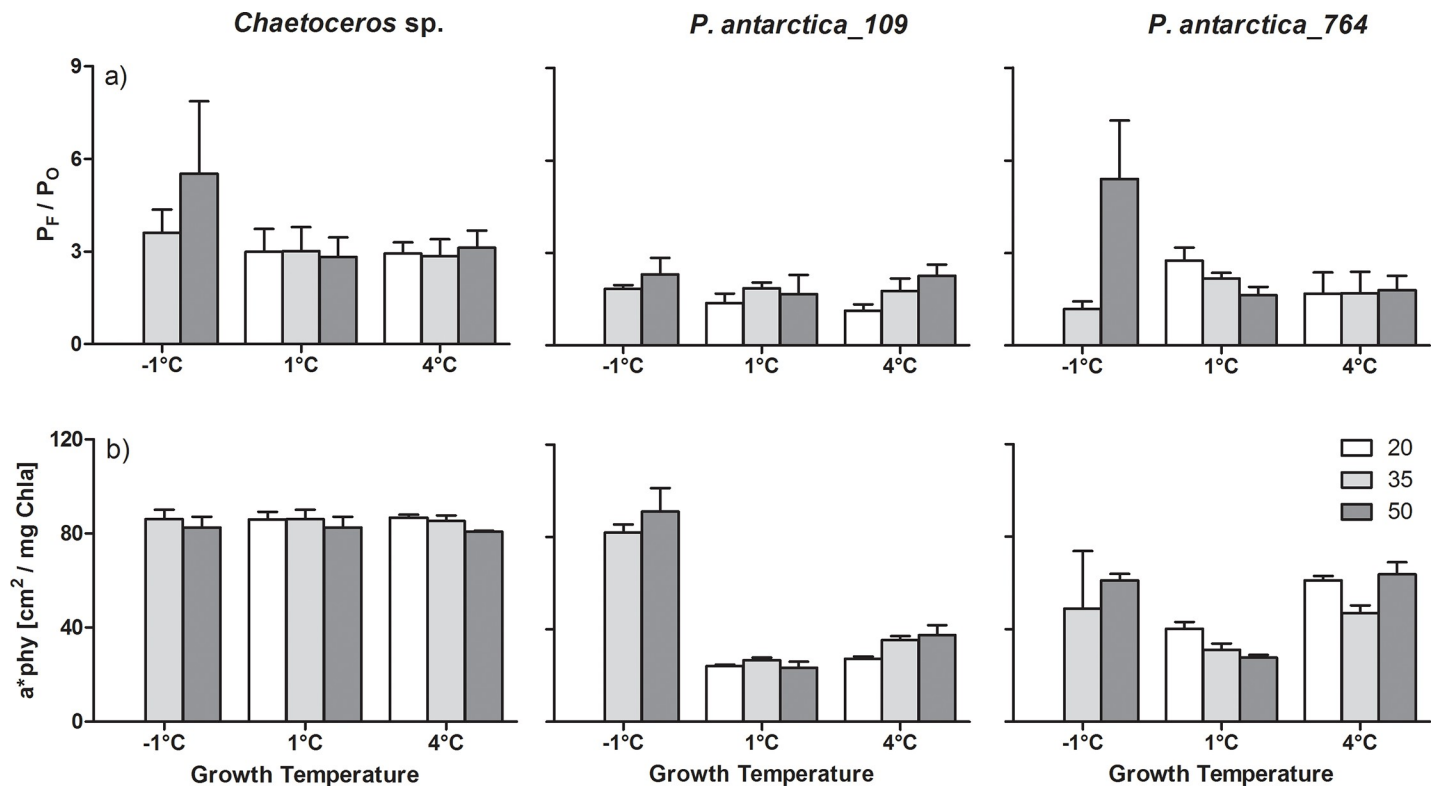 Chaetoceros sp.
P. antarctica_109
P. antarctica_764
a)
9
6
3
0
PF / PO
-1°C
1°C
4°C
-1°C
1°C
4°C
-1°C
1°C
4°C
b)
120
80
40
0
a*phy [cm² / mg Chla]
20
35
50
-1°C
1°C
4°C
-1°C
1°C
4°C
-1°C
1°C
4°C
Growth Temperature
Growth Temperature
Growth Temperature